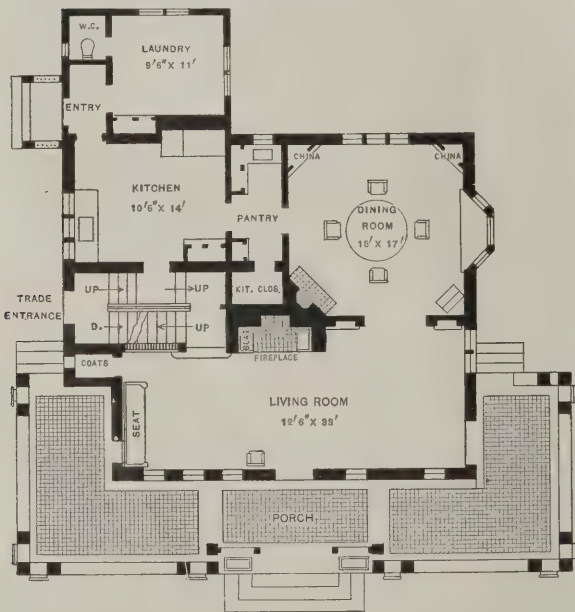 W.C.
LAUNDRY
9'6" X 11'
ENTRY
CHINA
CHINA
KITCHEN
10'6" X 14'
PANTRY
DINING
ROOM
15' X 17'
UP
UP
KIT. CLOS.
TRADE
ENTRANCE
D.
UP
COATS
SEAT
FIREPLACE
LIVING ROOM
12'6" X 33'
PORCH